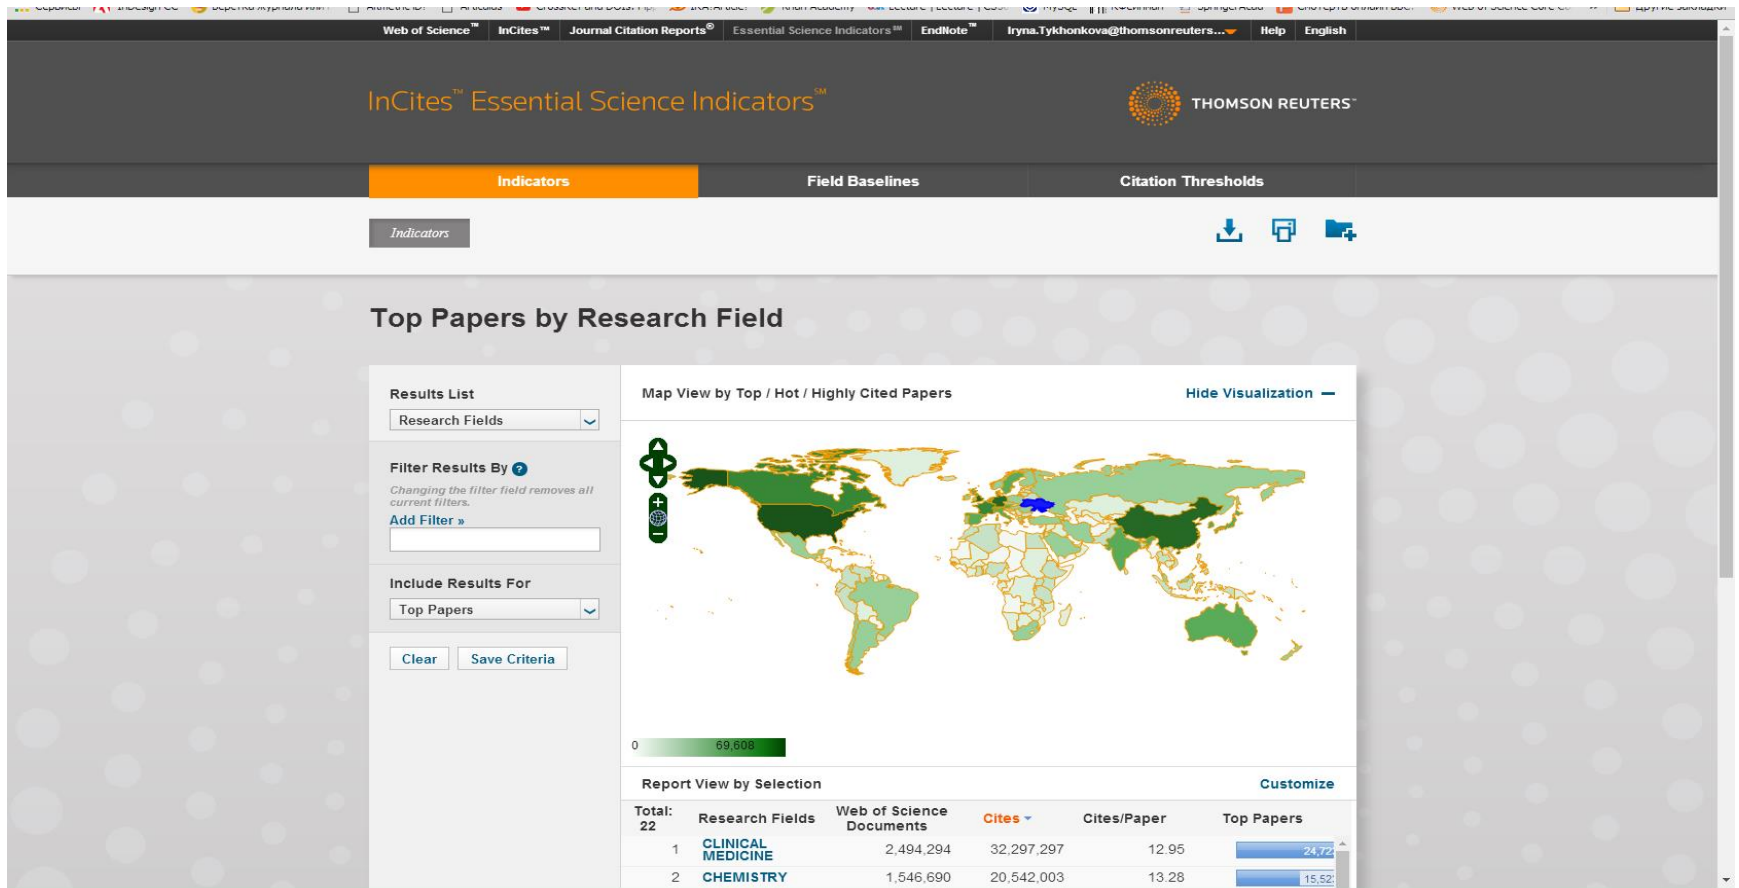 Web of Science™ InCites™ Journal Citation Reports® Essential Science Indicators℠ EndNote™ Iryna.Tykhonkova@thomsonreuters... Help English
InCites™ Essential Science Indicators℠
THOMSON REUTERS™
Indicators Field Baselines Citation Thresholds
Indicators
Top Papers by Research Field
Results List
Research Fields
Filter Results By ?
Changing the filter field removes all
current filters.
Add Filter »
Include Results For
Top Papers
Clear Save Criteria
Map View by Top / Hot / Highly Cited Papers Hide Visualization —
0 69,608
Report View by Selection Customize
Total: 22 Research Fields Web of Science Documents Cites Cites/Paper Top Papers
1 CLINICAL MEDICINE 2,494,294 32,297,297 12.95
2 CHEMISTRY 1,546,690 20,542,003 13.28